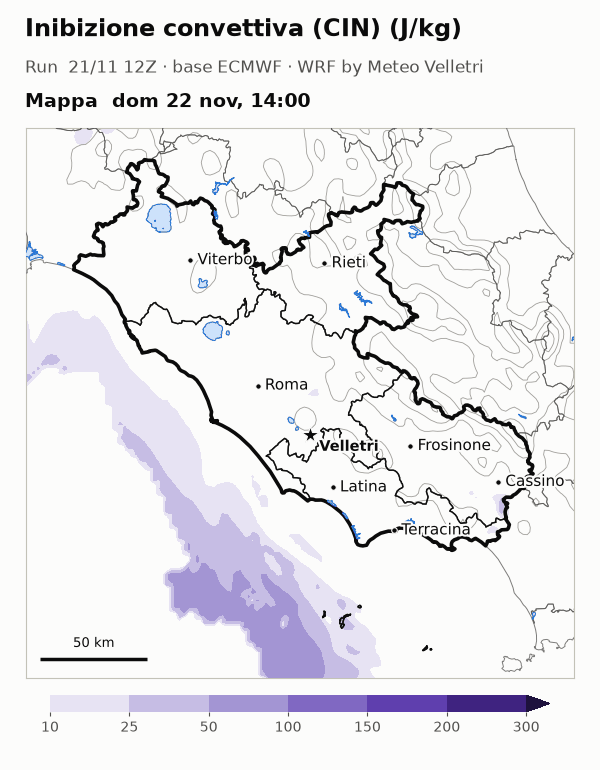 Inibizione convettiva (CIN) (J/kg)
Run 21/11 12Z · base ECMWF · WRF by Meteo Velletri
Mappa dom 22 nov, 14:00
Viterbo
Rieti
Roma
Velletri
Frosinone
Cassino
Latina
Terracina
50 km
10 25 50 100 150 200 300